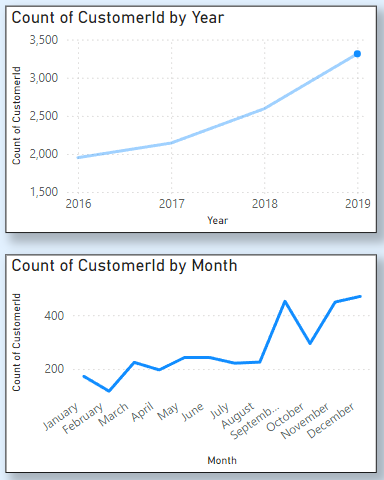 Count of CustomerId by Year
Count of CustomerId
3,500
3,000
2,500
2,000
1,500
2016 2017 2018 2019
Year
Count of CustomerId by Month
Count of CustomerId
400
200
January February March April May June July August Septemb... October November December
Month